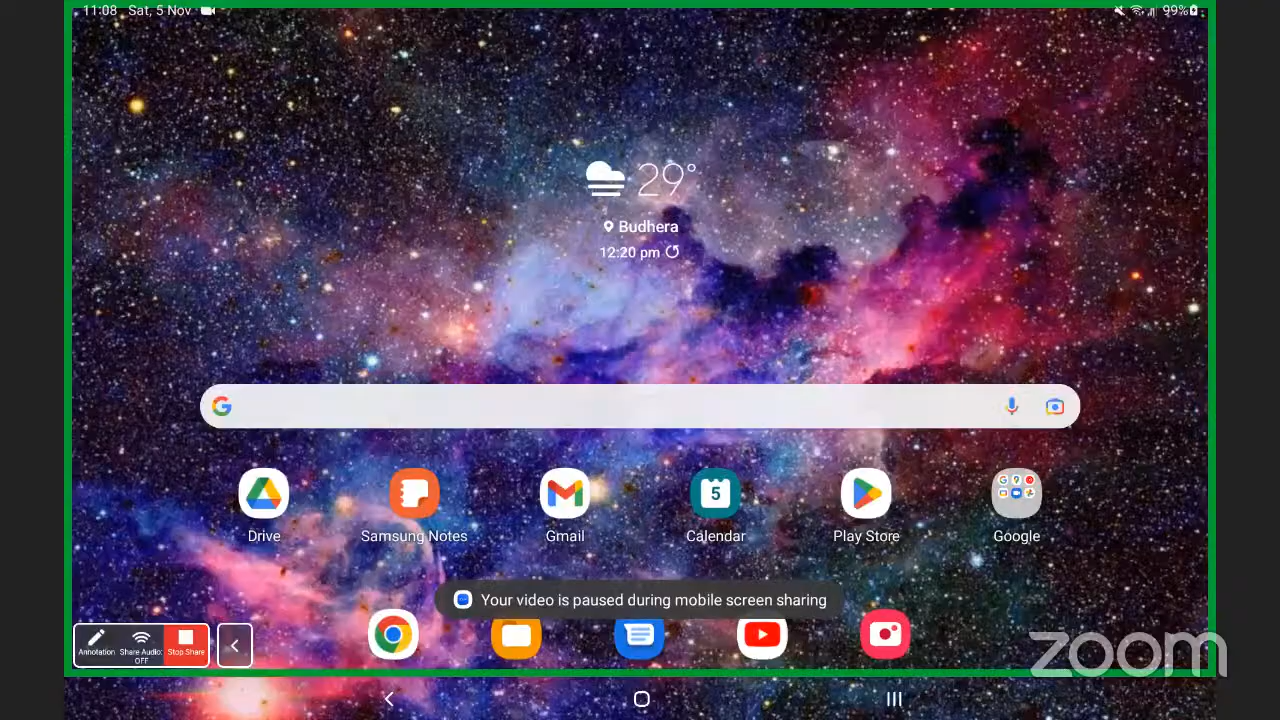 11:08 Sat, 5 Nov
99%
29°
Budhera
12:20 pm
Drive
Samsung Notes
Gmail
5
Calendar
Play Store
Google
Your video is paused during mobile screen sharing
Annotation
Share Audio: OFF
Stop Share
zoom